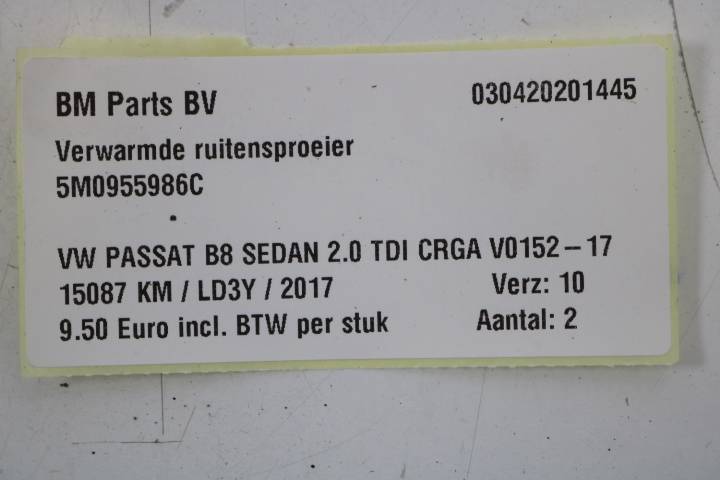 BM Parts BV 030420201445
Verwarmde ruitensproeier
5M0955986C
VW PASSAT B8 SEDAN 2.0 TDI CRGA V0152-17
15087 KM / LD3Y / 2017 Verz: 10
9.50 Euro incl. BTW per stuk Aantal: 2